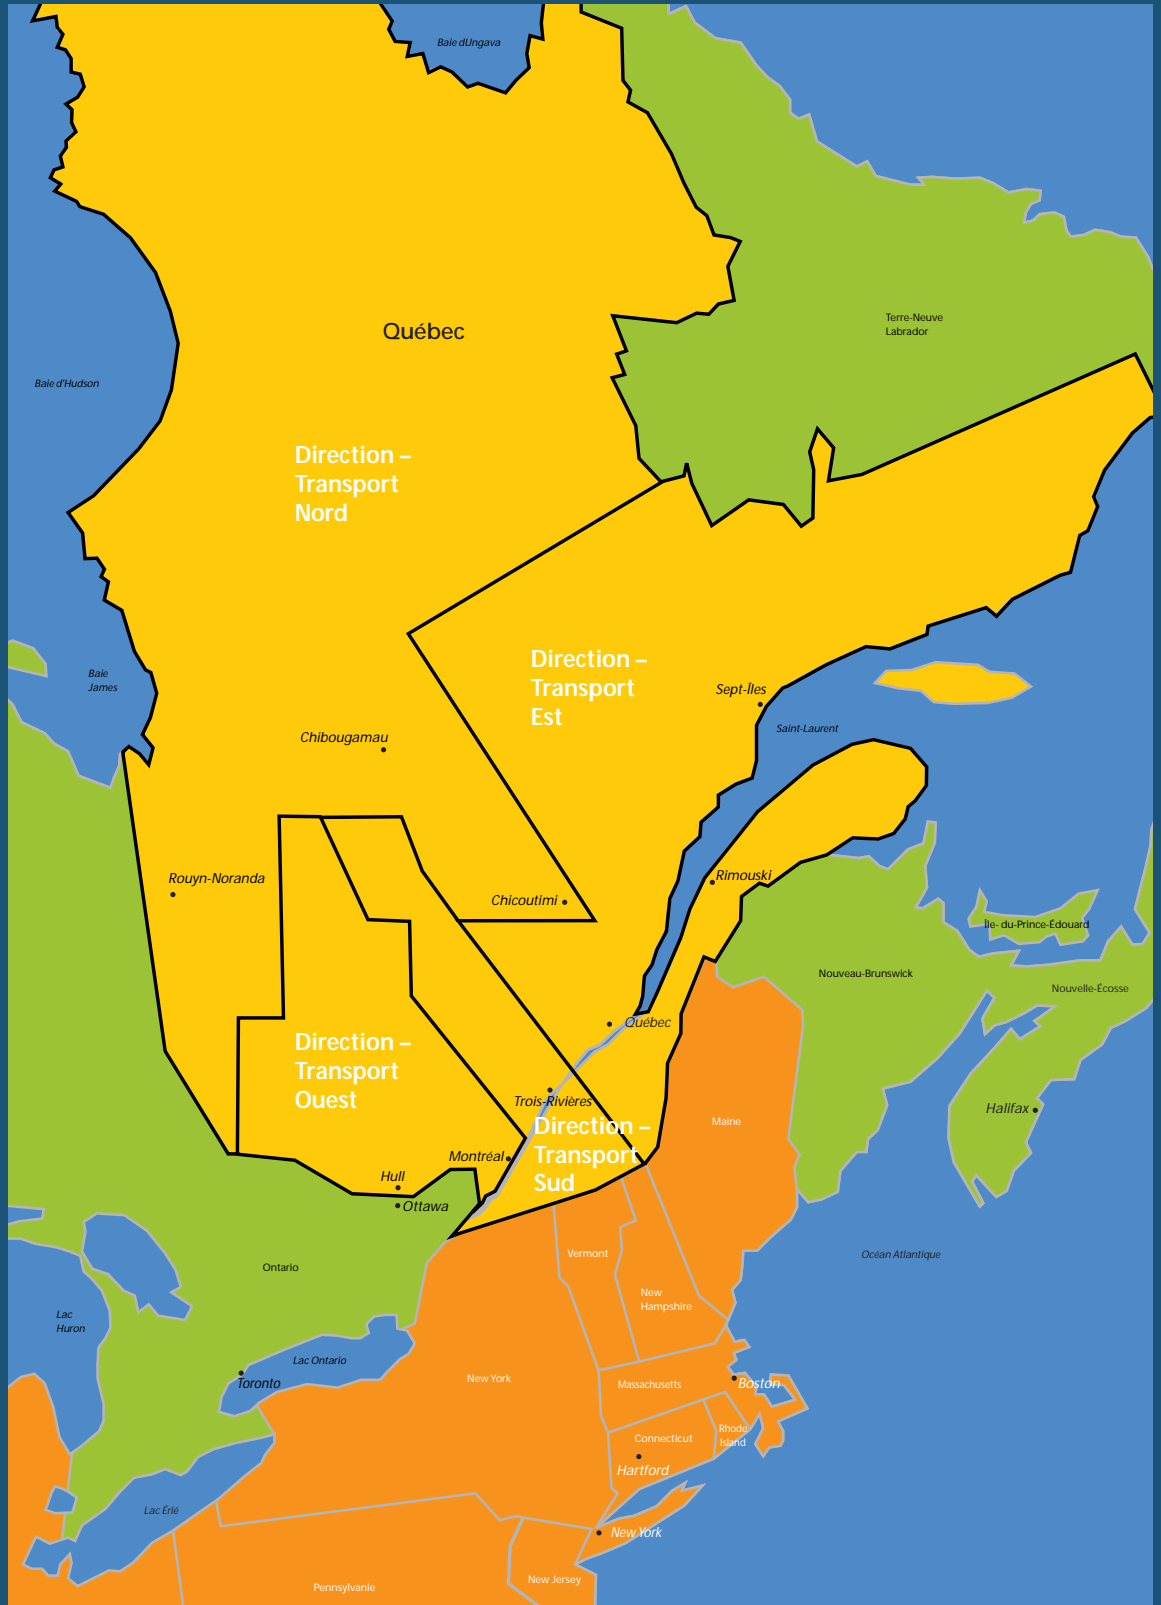 Baie dUngava
Terre-Neuve
Labrador
Québec
Baie d'Hudson
Direction –
Transport
Nord
Direction –
Transport
Est
Baie
James
Sept-Îles
Saint-Laurent
Chibougamau
Rouyn-Noranda
Rimouski
Chicoutimi
Île- du-Prince-Édouard
Nouveau-Brunswick
Nouvelle-Écosse
Québec
Direction –
Transport
Ouest
Trois-Rivières
Halifax
Maine
Direction –
Transport
Sud
Montréal
Hull
Ottawa
Vermont
Océan Atlantique
Ontario
New
Hampshire
Lac
Huron
Lac Ontario
Toronto
New York
Massachusetts
Boston
Rhode
Island
Connecticut
Hartford
Lac Érié
New York
New Jersey
Pennsylvanie